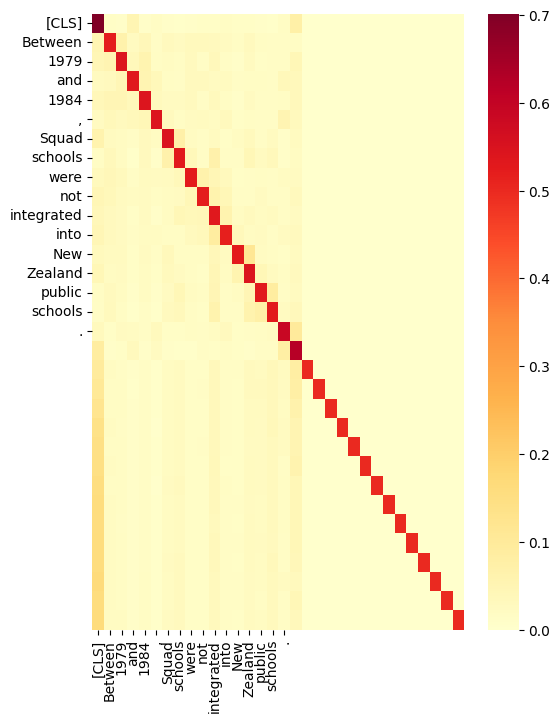 [CLS]
Between
1979
and
1984
,
Squad
schools
were
not
integrated
into
New
Zealand
public
schools
.
[CLS]
Between
1979
and
1984
,
Squad
schools
were
not
integrated
into
New
Zealand
public
schools
.
0.7
0.6
0.5
0.4
0.3
0.2
0.1
0.0